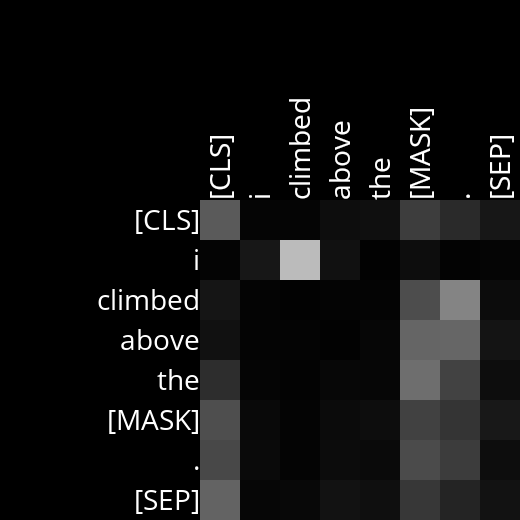 [CLS] i climbed above the [MASK] . [SEP]
[CLS]
i
climbed
above
the
[MASK]
.
[SEP]